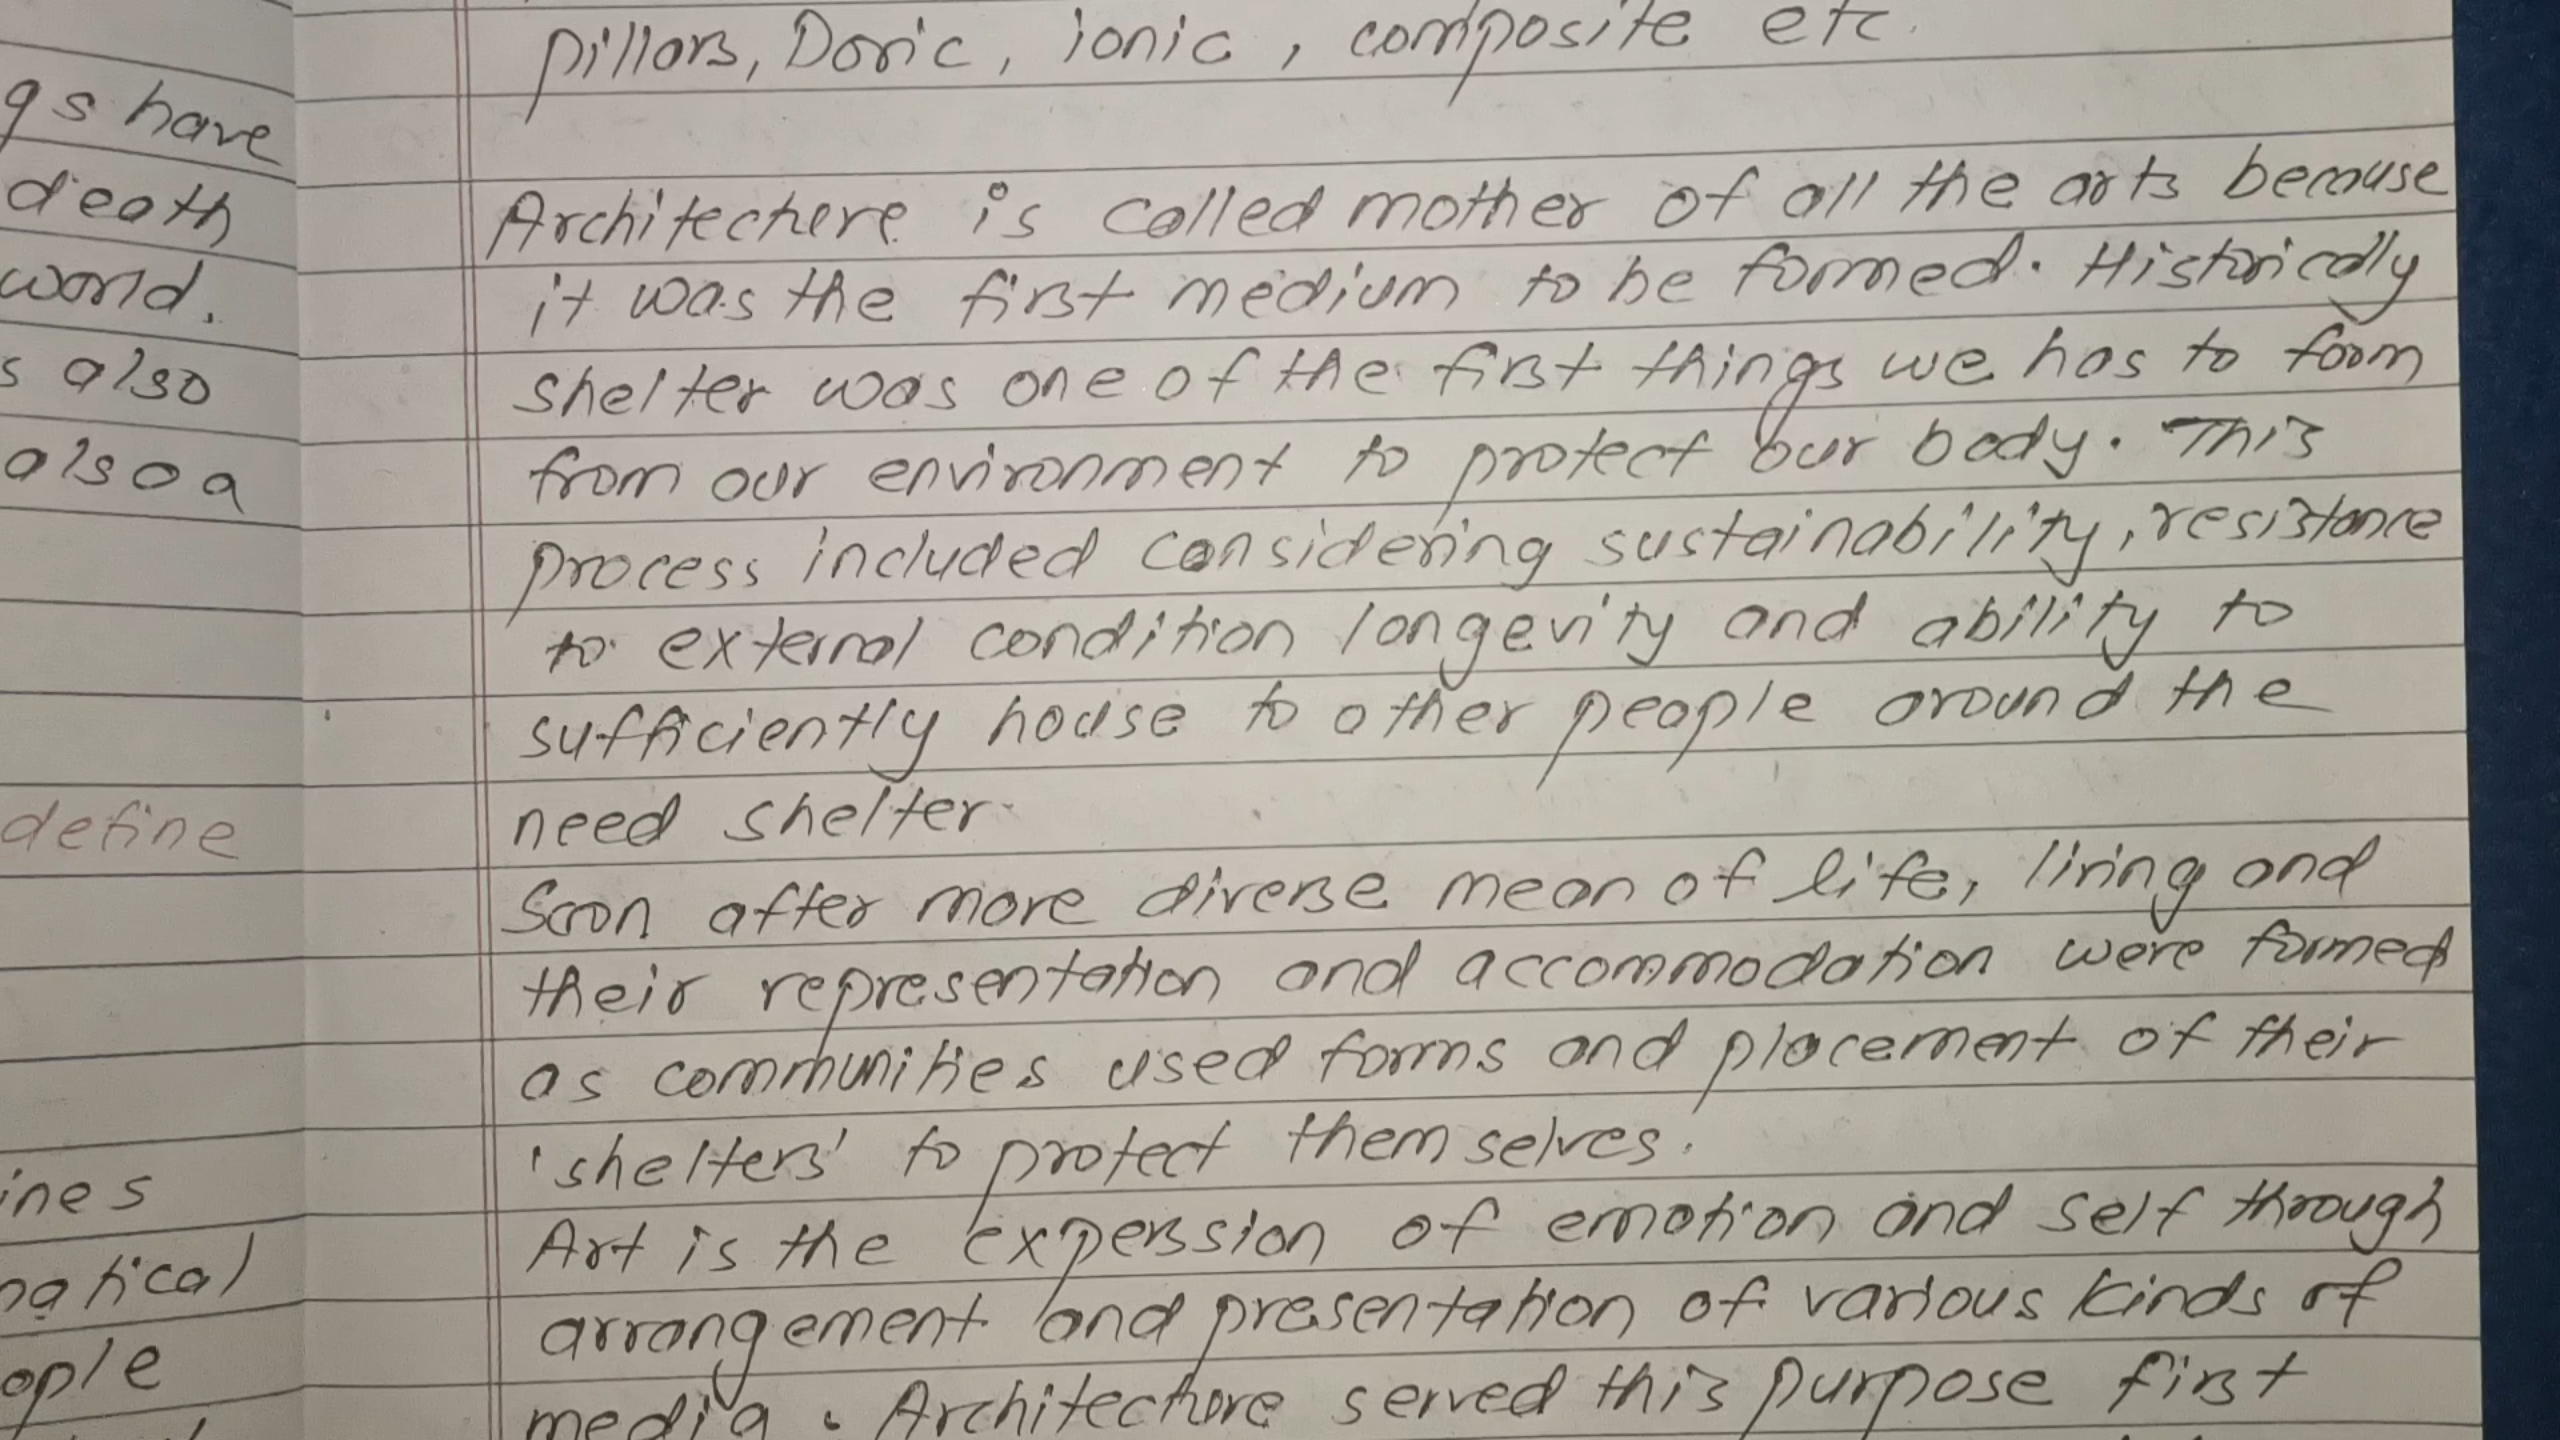 gs have
death
world.
s also
also a
define
ines
natical
ople
pillars, Doric, ionic, composite etc.
Architechere is called mother of all the arts because
it was the first medium to be formed. Historically
shelter was one of the first things we has to form
from our environment to protect our body. This
process included considering sustainability, resistance
to external condition longevity and ability to
sufficiently house to other people around the
need shelter
Soon after more diverse mean of life, living and
their representation and accommodation were formed
as communities used forms and placement of their
'shelters' to protect themselves.
Art is the experssion of emotion and self through
arrangement and presentation of various kinds of
media. Architecture served this purpose first